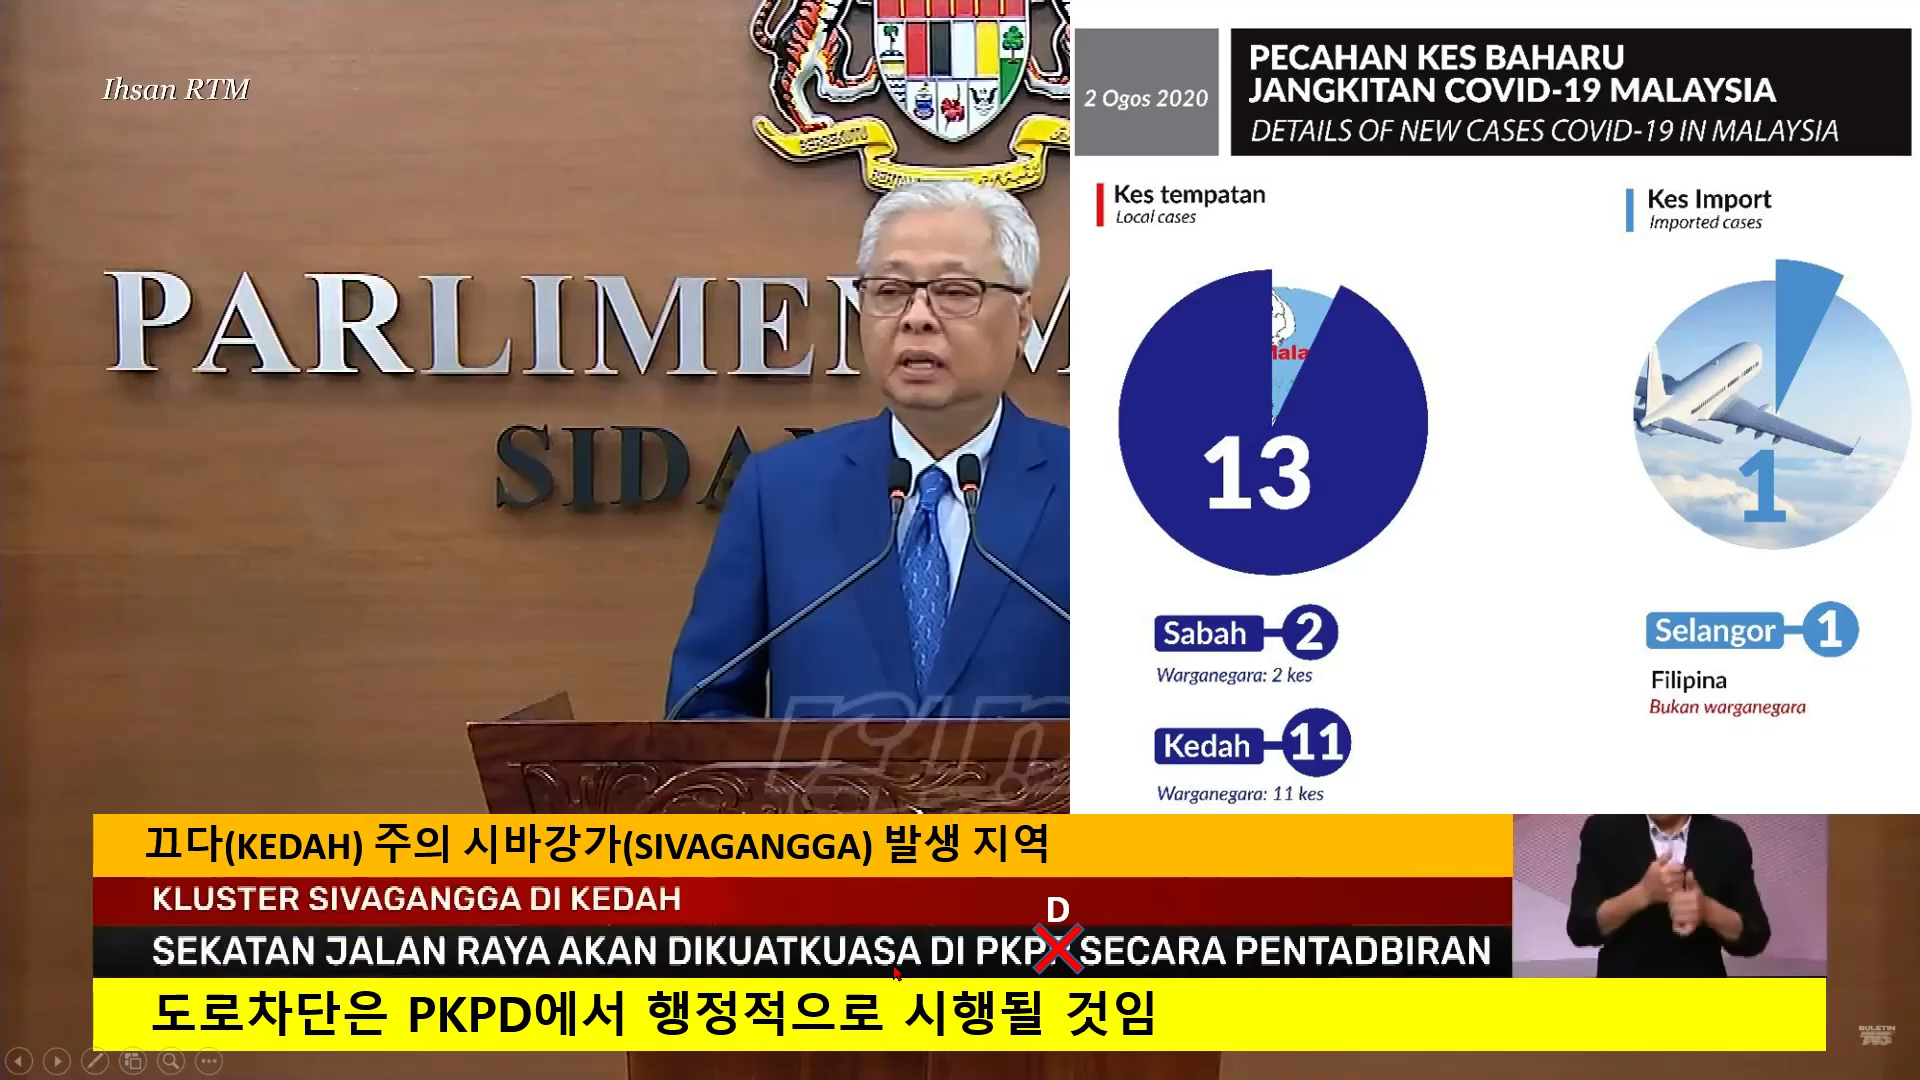 Ihsan RTM
PARLIMEN M
SIDA
2 Ogos 2020
PECAHAN KES BAHARU
JANGKITAN COVID-19 MALAYSIA
DETAILS OF NEW CASES COVID-19 IN MALAYSIA
Kes tempatan
Local cases
13
Sabah 2
Warganegara: 2 kes
Kedah 11
Warganegara: 11 kes
Kes Import
Imported cases
1
Selangor 1
Filipina
Bukan warganegara
끄다(KEDAH) 주의 시바강가(SIVAGANGGA) 발생 지역
KLUSTER SIVAGANGGA DI KEDAH
D
SEKATAN JALAN RAYA AKAN DIKUATKUASA DI PKP SECARA PENTADBIRAN
도로차단은 PKPD에서 행정적으로 시행될 것임
BULETIN
TV3